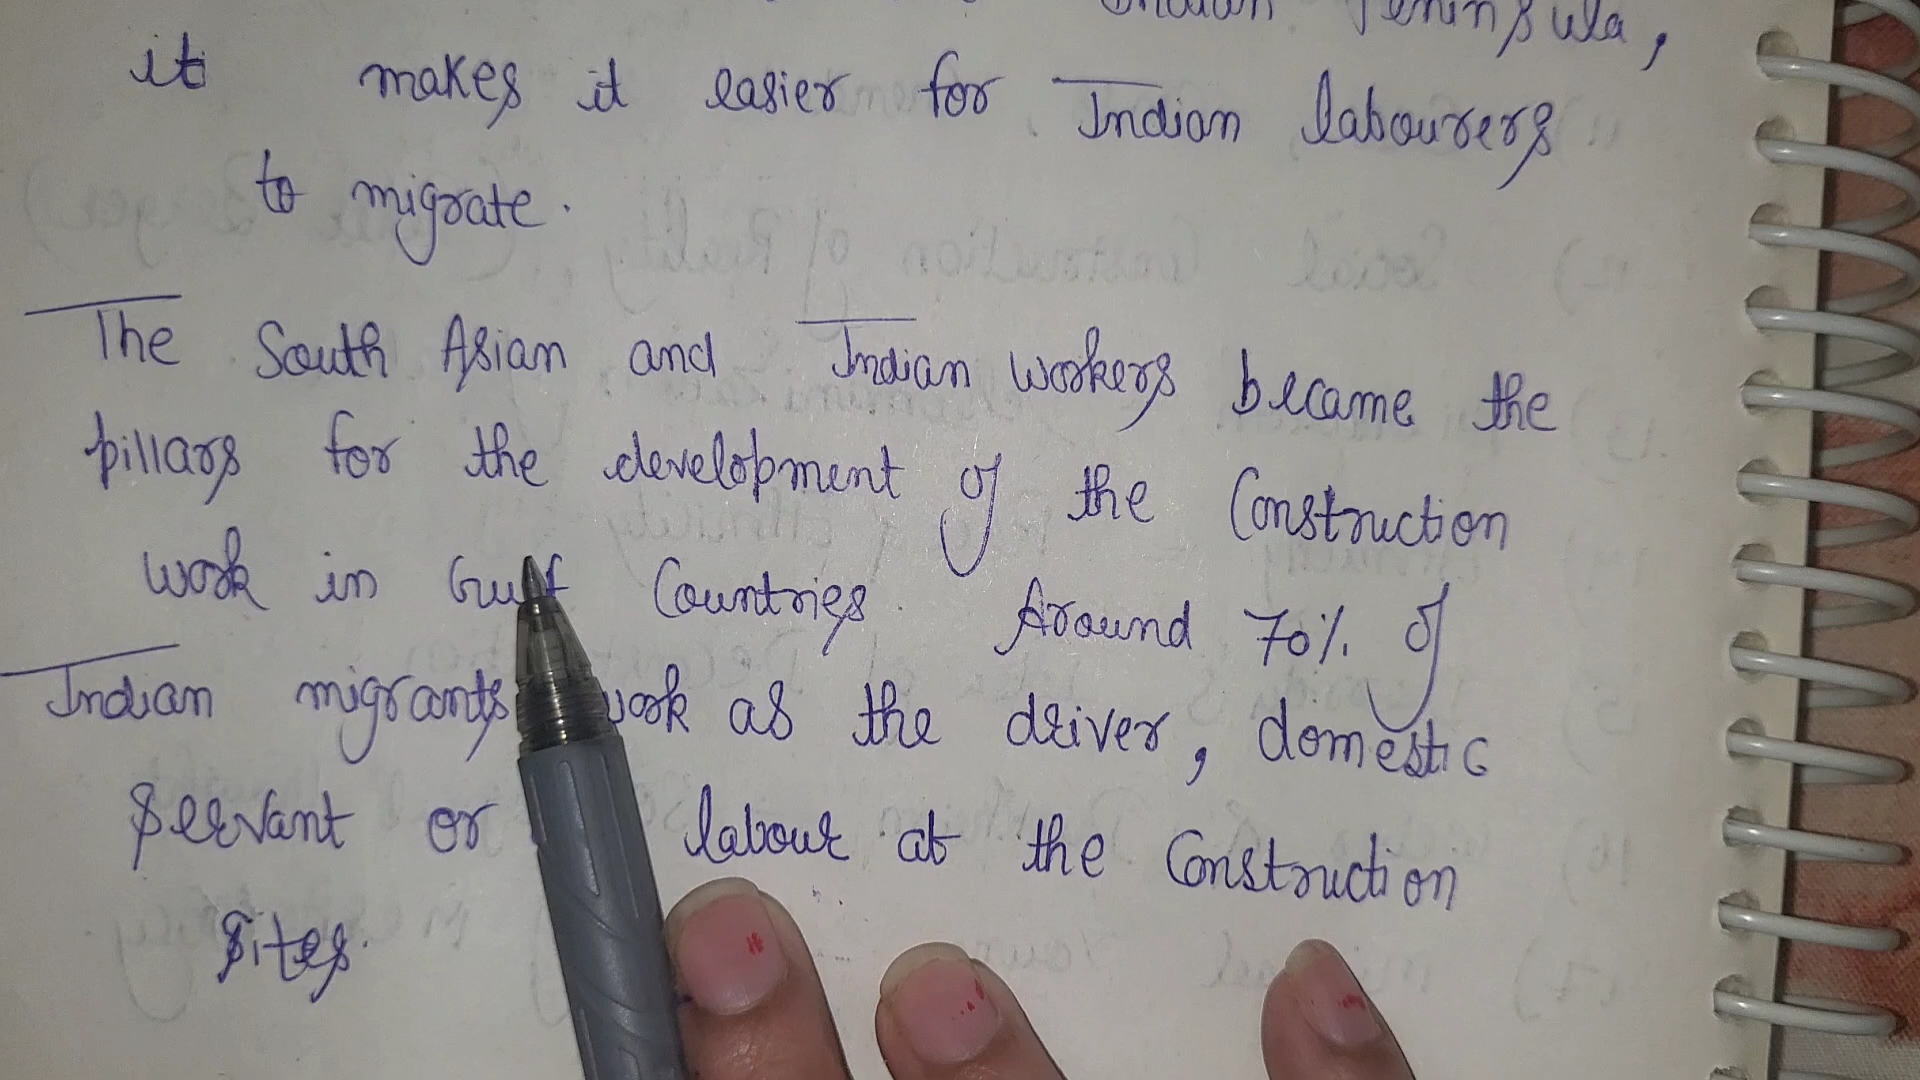 Indian Peninsula,
it makes it easier for Indian labourers
to migrate.
The South Asian and Indian workers became the
pillars for the development of the Construction
work in Gulf Countries. Around 70% of
Indian migrants work as the driver, domestic
servant or labour at the Construction
sites.